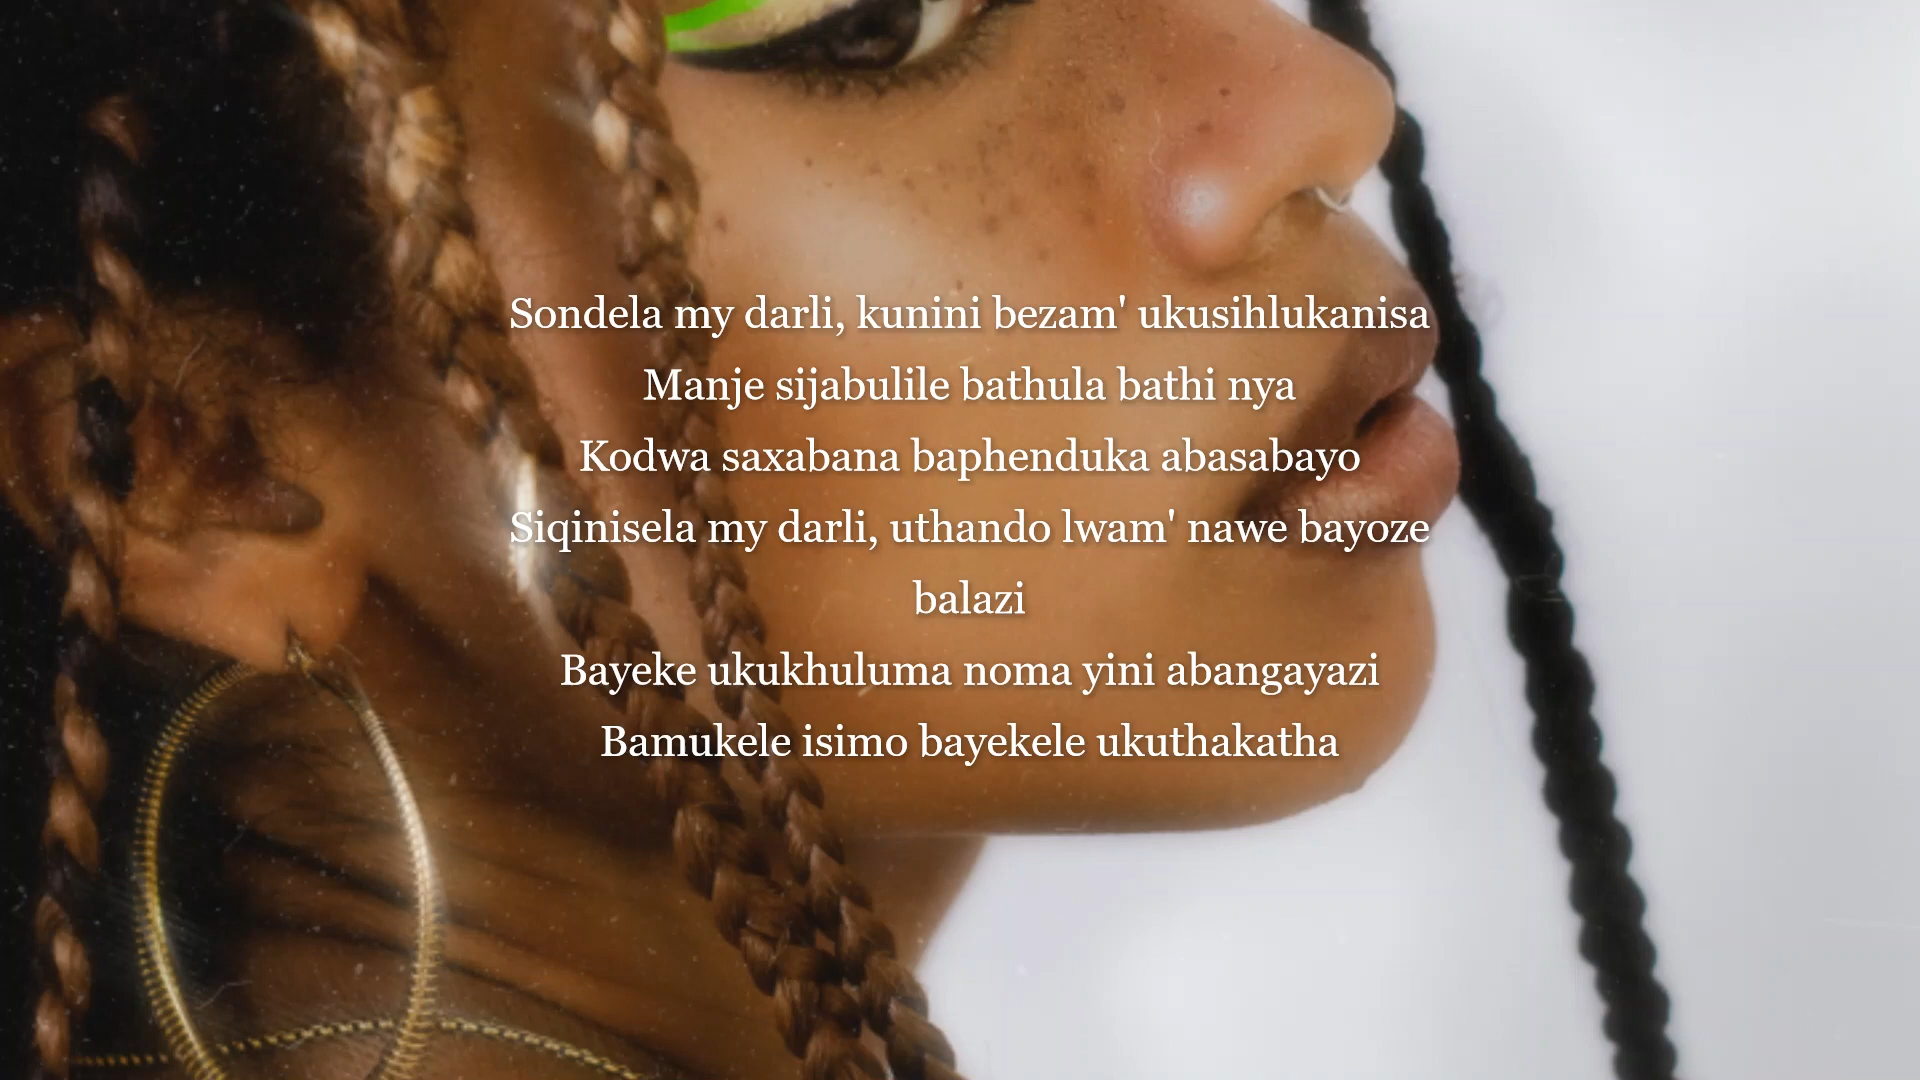 Sondela my darli, kunini bezam' ukusihlukanisa
Manje sijabulile bathula bathi nya
Kodwa saxabana baphenduka abasabayo
Siqinisela my darli, uthando lwam' nawe bayoze
balazi
Bayeke ukukhuluma noma yini abangayazi
Bamukele isimo bayekele ukuthakatha